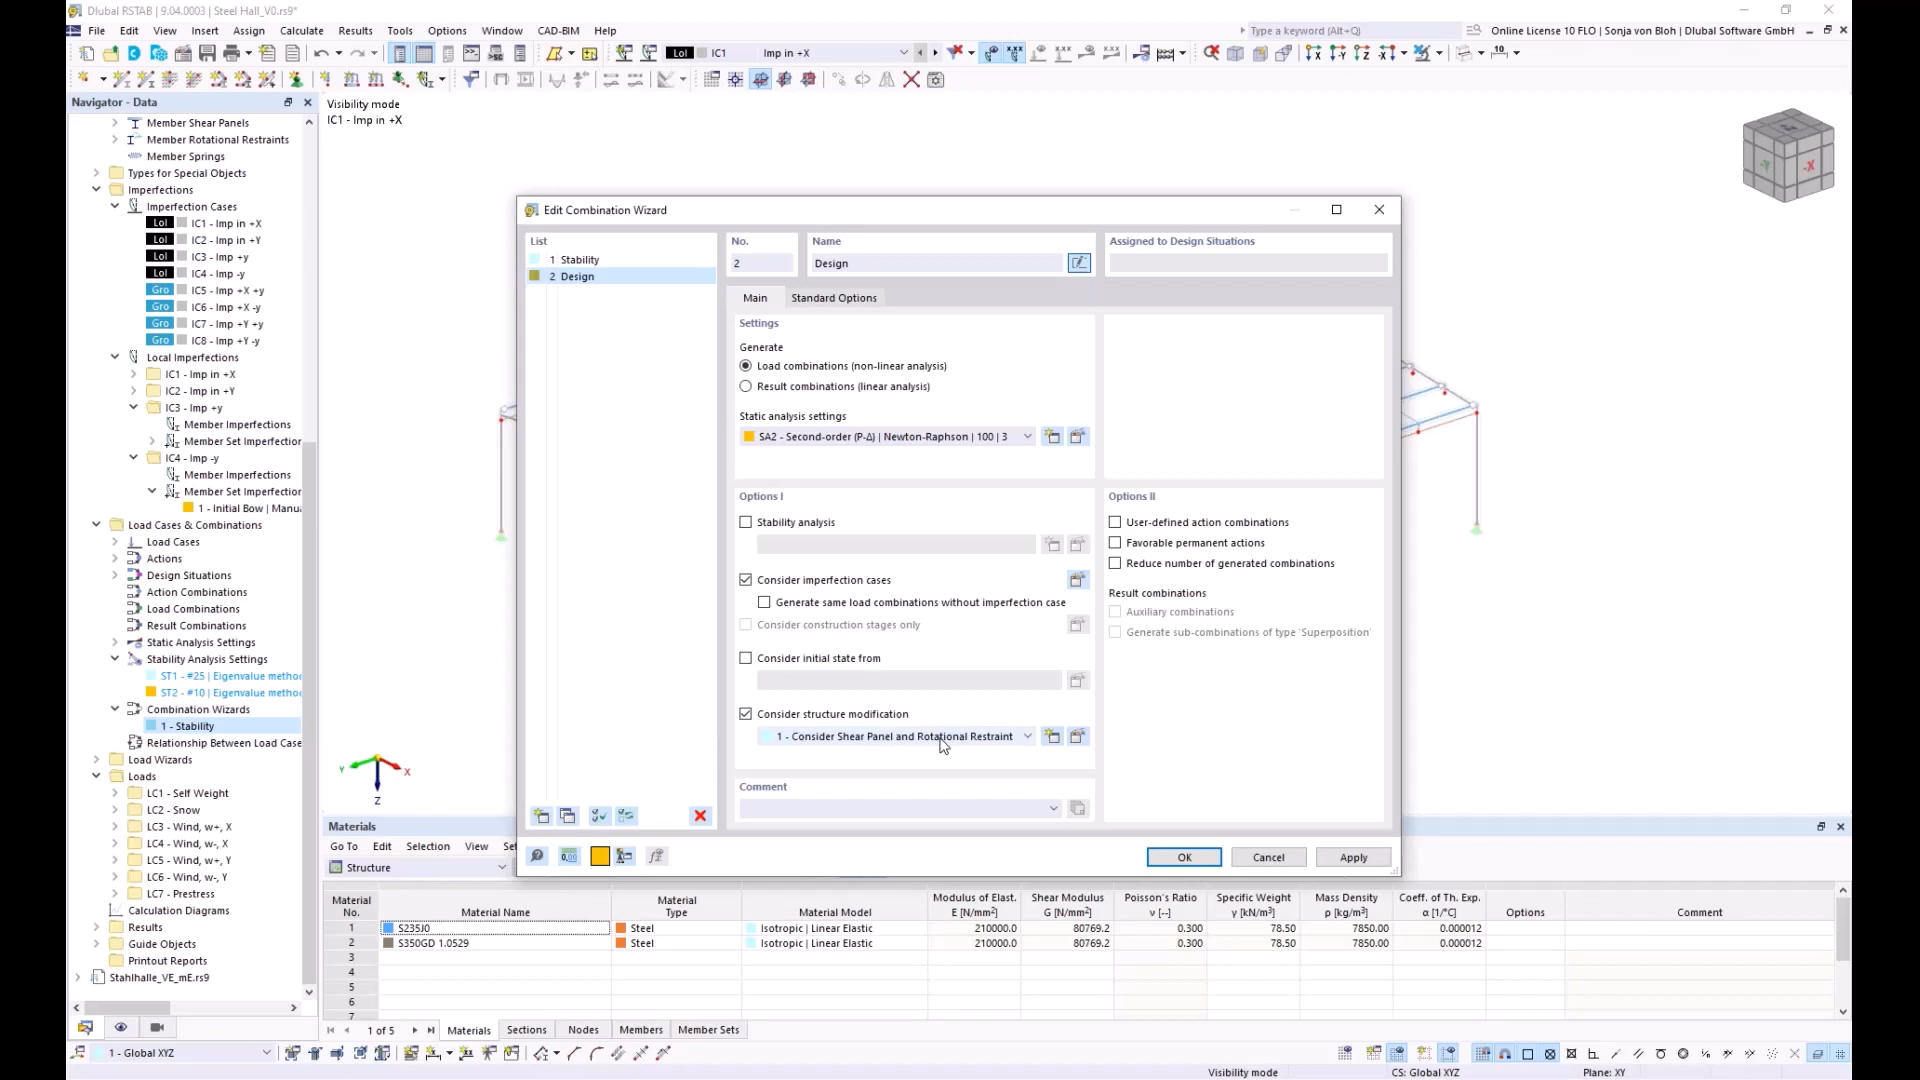 Dlubal RSTAB | 9.04.0003 | Steel Hall_V0.rs9*
File Edit View Insert Assign Calculate Results Tools Options Window CAD-BIM Help
Type a keyword (Alt+Q)
Online License 10 FLO | Sonja von Bloh | Dlubal Software GmbH
LoI IC1 Imp in +X
Navigator - Data
Member Shear Panels
Member Rotational Restraints
Member Springs
Types for Special Objects
Imperfections
Imperfection Cases
LoI IC1 - Imp in +X
LoI IC2 - Imp in +Y
LoI IC3 - Imp +y
LoI IC4 - Imp -y
Gro IC5 - Imp +X +y
Gro IC6 - Imp +X -y
Gro IC7 - Imp +Y +y
Gro IC8 - Imp +Y -y
Local Imperfections
IC1 - Imp in +X
IC2 - Imp in +Y
IC3 - Imp +y
Member Imperfections
Member Set Imperfection
IC4 - Imp -y
Member Imperfections
Member Set Imperfection
1 - Initial Bow | Manu
Load Cases & Combinations
Load Cases
Actions
Design Situations
Action Combinations
Load Combinations
Result Combinations
Static Analysis Settings
Stability Analysis Settings
ST1 - #25 | Eigenvalue metho
ST2 - #10 | Eigenvalue metho
Combination Wizards
1 - Stability
Relationship Between Load Case
Load Wizards
Loads
LC1 - Self Weight
LC2 - Snow
LC3 - Wind, w+, X
LC4 - Wind, w-, X
LC5 - Wind, w+, Y
LC6 - Wind, w-, Y
LC7 - Prestress
Calculation Diagrams
Results
Guide Objects
Printout Reports
Stahlhalle_VE_mE.rs9
Visibility mode
IC1 - Imp in +X
Y X
Z
-Y -X
Edit Combination Wizard
List
1 Stability
2 Design
No.
2
Name
Design
Assigned to Design Situations
Main Standard Options
Settings
Generate
Load combinations (non-linear analysis)
Result combinations (linear analysis)
Static analysis settings
SA2 - Second-order (P-Δ) | Newton-Raphson | 100 | 3
Options I
Stability analysis
Consider imperfection cases
Generate same load combinations without imperfection case
Consider construction stages only
Consider initial state from
Consider structure modification
1 - Consider Shear Panel and Rotational Restraint
Comment
Options II
User-defined action combinations
Favorable permanent actions
Reduce number of generated combinations
Result combinations
Auxiliary combinations
Generate sub-combinations of type 'Superposition'
OK Cancel Apply
Materials
Go To Edit Selection View Set
Structure
Material No. Material Name Material Type Material Model Modulus of Elast. E [N/mm²] Shear Modulus G [N/mm²] Poisson's Ratio ν [--] Specific Weight γ [kN/m³] Mass Density ρ [kg/m³] Coeff. of Th. Exp. α [1/°C] Options Comment
1 S235J0 Steel Isotropic | Linear Elastic 210000.0 80769.2 0.300 78.50 7850.00 0.000012
2 S350GD 1.0529 Steel Isotropic | Linear Elastic 210000.0 80769.2 0.300 78.50 7850.00 0.000012
3
4
5
6
7
1 of 5 Materials Sections Nodes Members Member Sets
1 - Global XYZ
Visibility mode CS: Global XYZ Plane: XY